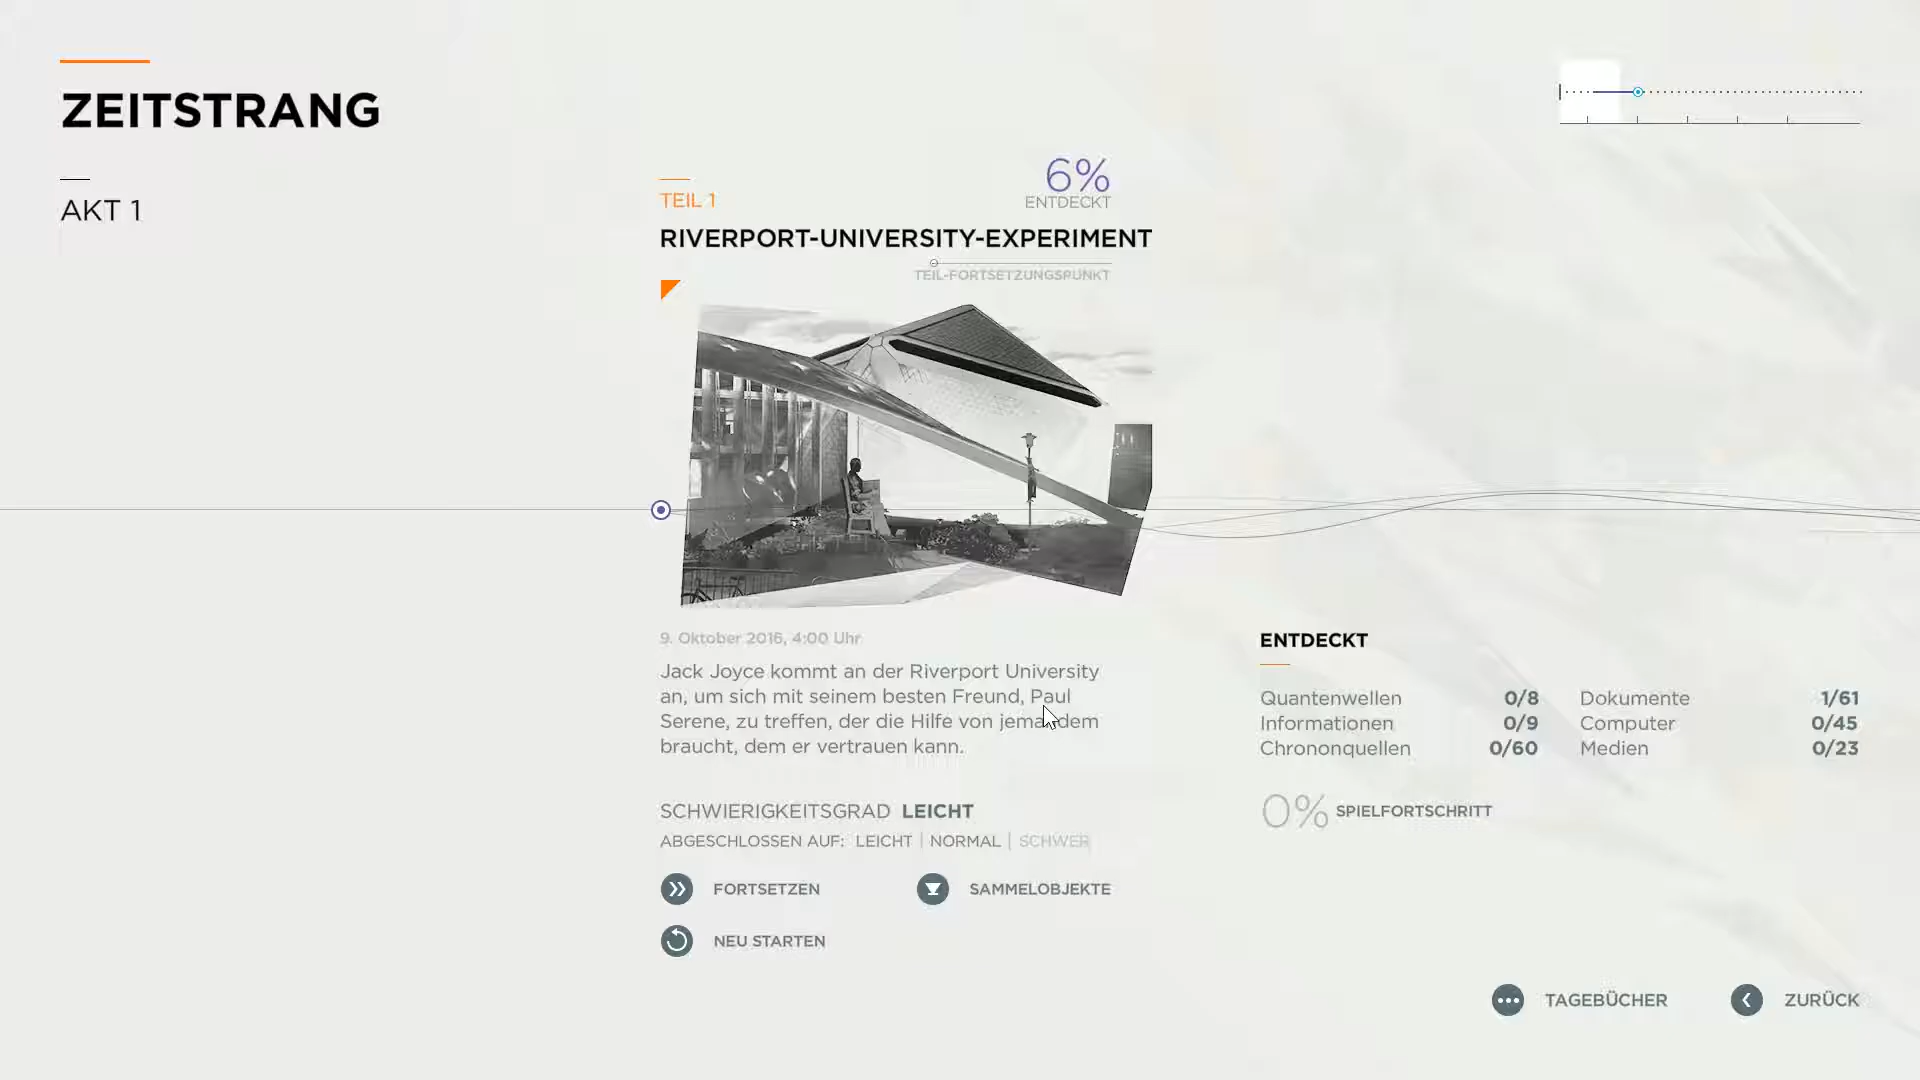 ZEITSTRANG
AKT 1
TEIL 1
6%
ENTDECKT
RIVERPORT-UNIVERSITY-EXPERIMENT
TEIL-FORTSETZUNGSPUNKT
9. Oktober 2016, 4:00 Uhr
Jack Joyce kommt an der Riverport University
an, um sich mit seinem besten Freund, Paul
Serene, zu treffen, der die Hilfe von jemandem
braucht, dem er vertrauen kann.
SCHWIERIGKEITSGRAD LEICHT
ABGESCHLOSSEN AUF: LEICHT | NORMAL | SCHWER
FORTSETZEN
SAMMELOBJEKTE
NEU STARTEN
ENTDECKT
Quantenwellen 0/8
Informationen 0/9
Chrononquellen 0/60
Dokumente 1/61
Computer 0/45
Medien 0/23
0% SPIELFORTSCHRITT
TAGEBÜCHER
ZURÜCK